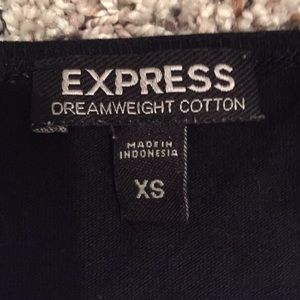 EXPRESS
DREAMWEIGHT COTTON
MADE IN
INDONESIA
XS